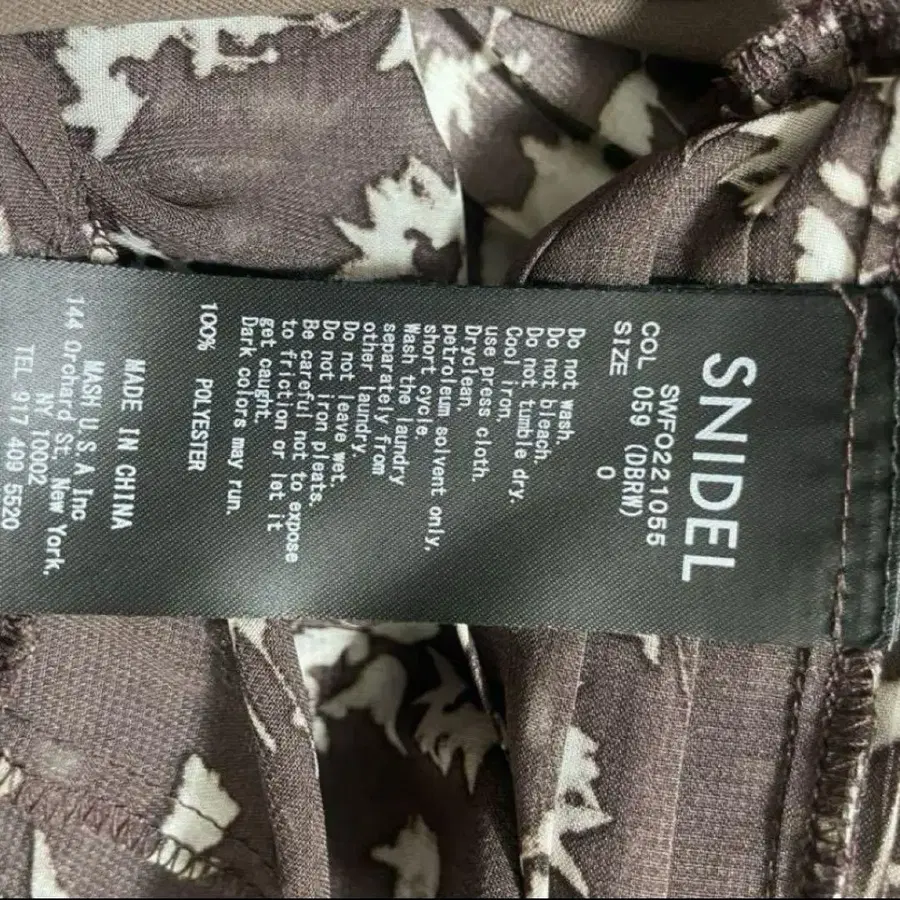 SNIDEL
SWFO221055
COL 059 (DBRW)
SIZE 0
Do not wash.
Do not bleach.
Do not tumble dry.
Cool iron,
use press cloth.
Dryclean,
petroleum solvent only,
short cycle.
Wash the laundry
separately from
other laundry.
Do not leave wet.
Do not iron pleats.
Be careful not to expose
to friction or let it
get caught.
Dark colors may run.
100% POLYESTER
MADE IN CHINA
MASH U.S.A Inc
144 Orchard St, New York,
NY 10002
TEL 917 409 5520